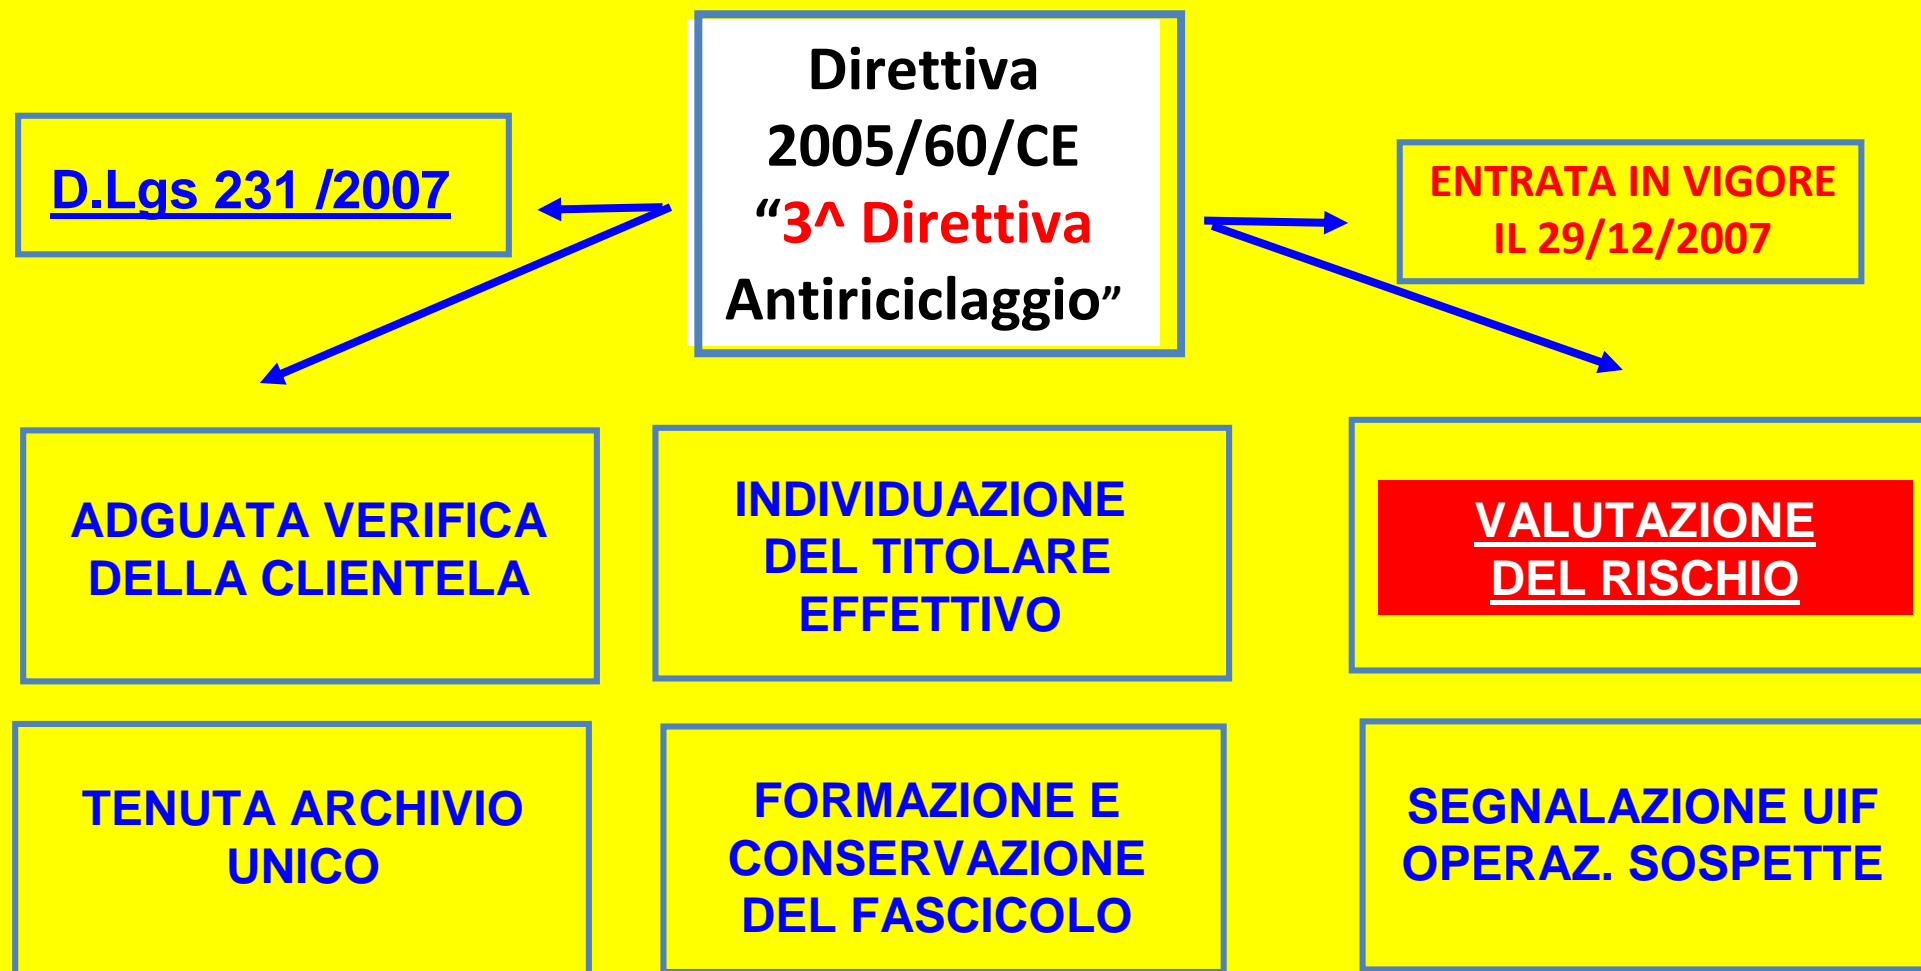 Direttiva
2005/60/CE
“3^ Direttiva
Antiriciclaggio”
D.Lgs 231 /2007
ENTRATA IN VIGORE
IL 29/12/2007
ADGUATA VERIFICA
DELLA CLIENTELA
INDIVIDUAZIONE
DEL TITOLARE
EFFETTIVO
VALUTAZIONE
DEL RISCHIO
TENUTA ARCHIVIO
UNICO
FORMAZIONE E
CONSERVAZIONE
DEL FASCICOLO
SEGNALAZIONE UIF
OPERAZ. SOSPETTE